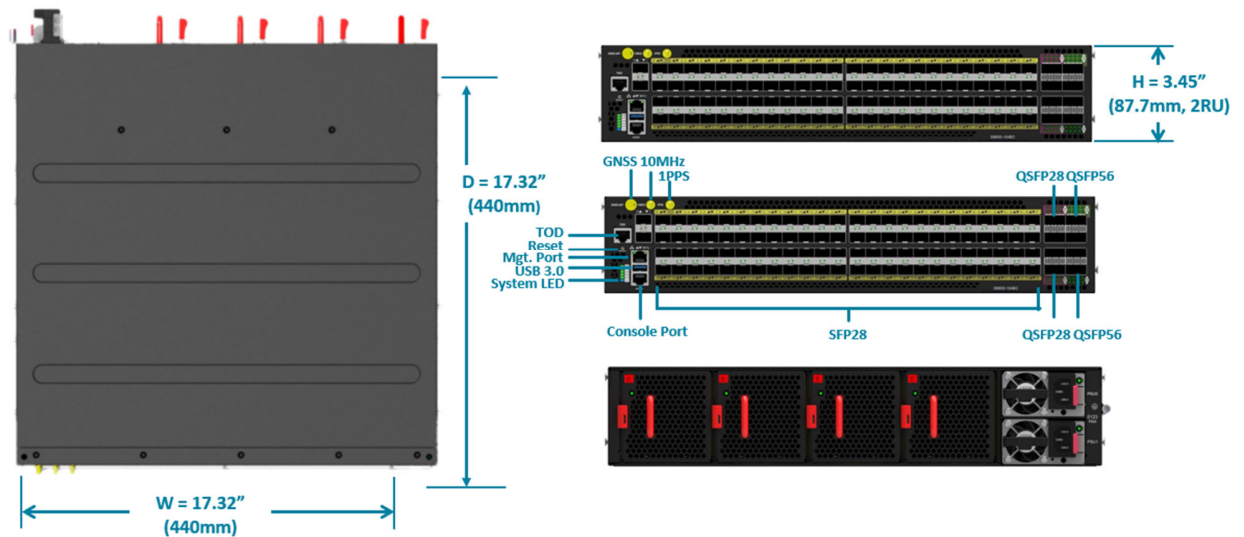 H = 3.45”
(87.7mm, 2RU)
GNSS 10MHz
1PPS
QSFP28 QSFP56
TOD
Reset
Mgt. Port
USB 3.0
System LED
Console Port
SFP28
QSFP28 QSFP56
D = 17.32”
(440mm)
W = 17.32”
(440mm)